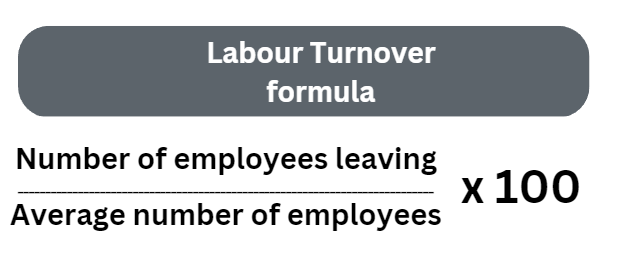 Labour Turnover
formula
Number of employees leaving
x 100
Average number of employees